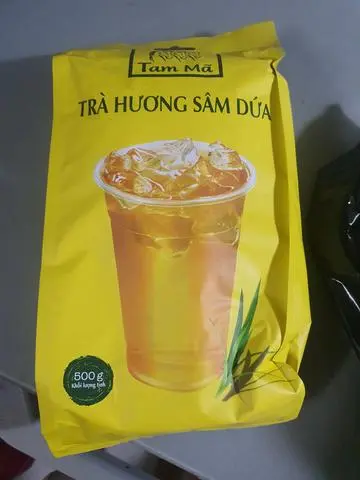 Tam Mã
TRÀ HƯƠNG SÂM DỨA
500g
Khối lượng tịnh